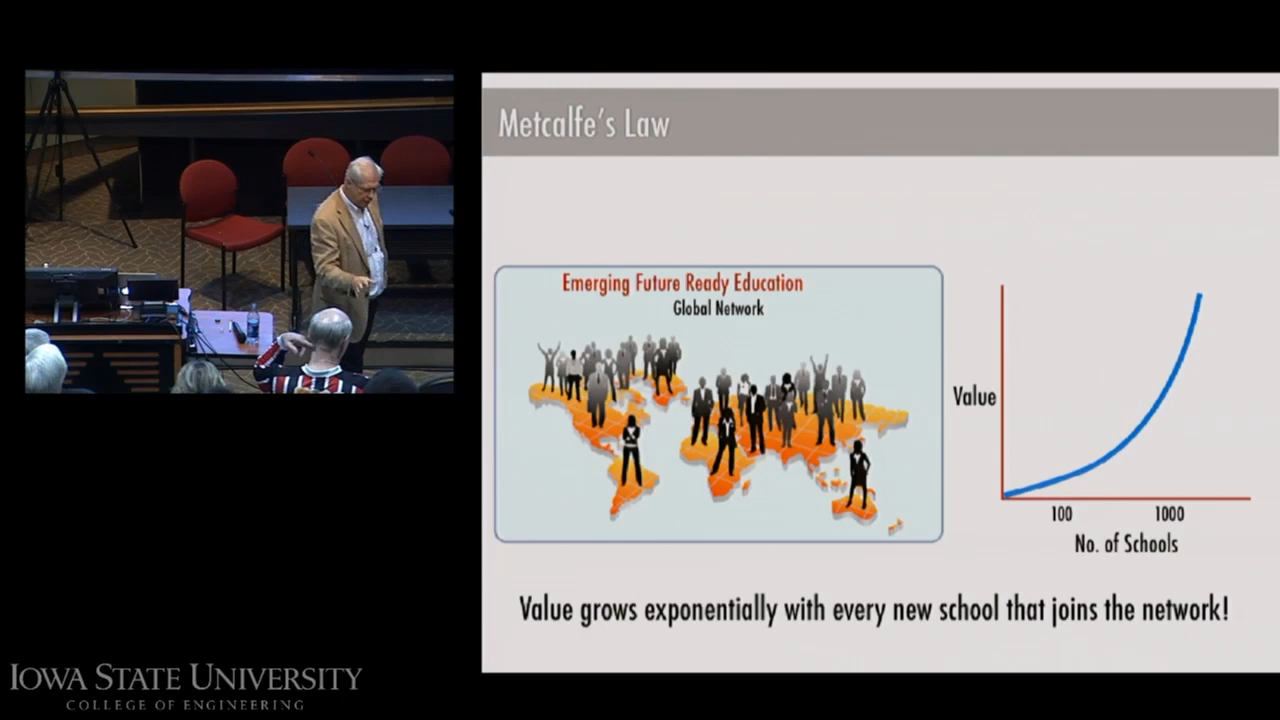 Metcalfe's Law
Emerging Future Ready Education
Global Network
Value
100 1000
No. of Schools
Value grows exponentially with every new school that joins the network!
IOWA STATE UNIVERSITY
COLLEGE OF ENGINEERING